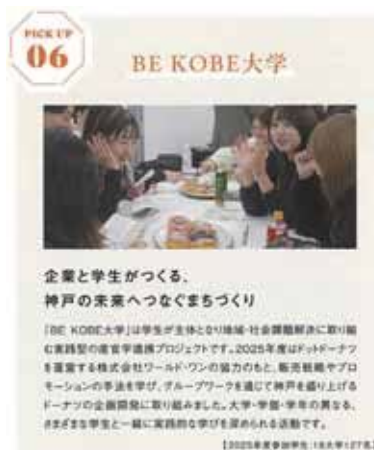 PICK UP
06
BE KOBE大学
企業と学生がつくる、
神戸の未来へつなぐまちづくり
「BE KOBE大学」は学生が主体となり地域・社会課題解決に取り組
む実践型の産官学連携プロジェクトです。2025年度はドットドーナツ
を運営する株式会社ワールド・ワンの協力のもと、販売戦略やプロ
モーションの手法を学び、グループワークを通じて神戸を盛り上げる
ドーナツの企画開発に取り組みました。大学・学部・学年の異なる、
さまざまな学生と一緒に実践的な学びを深められる活動です。
【2025年度参加学生：18大学127名】